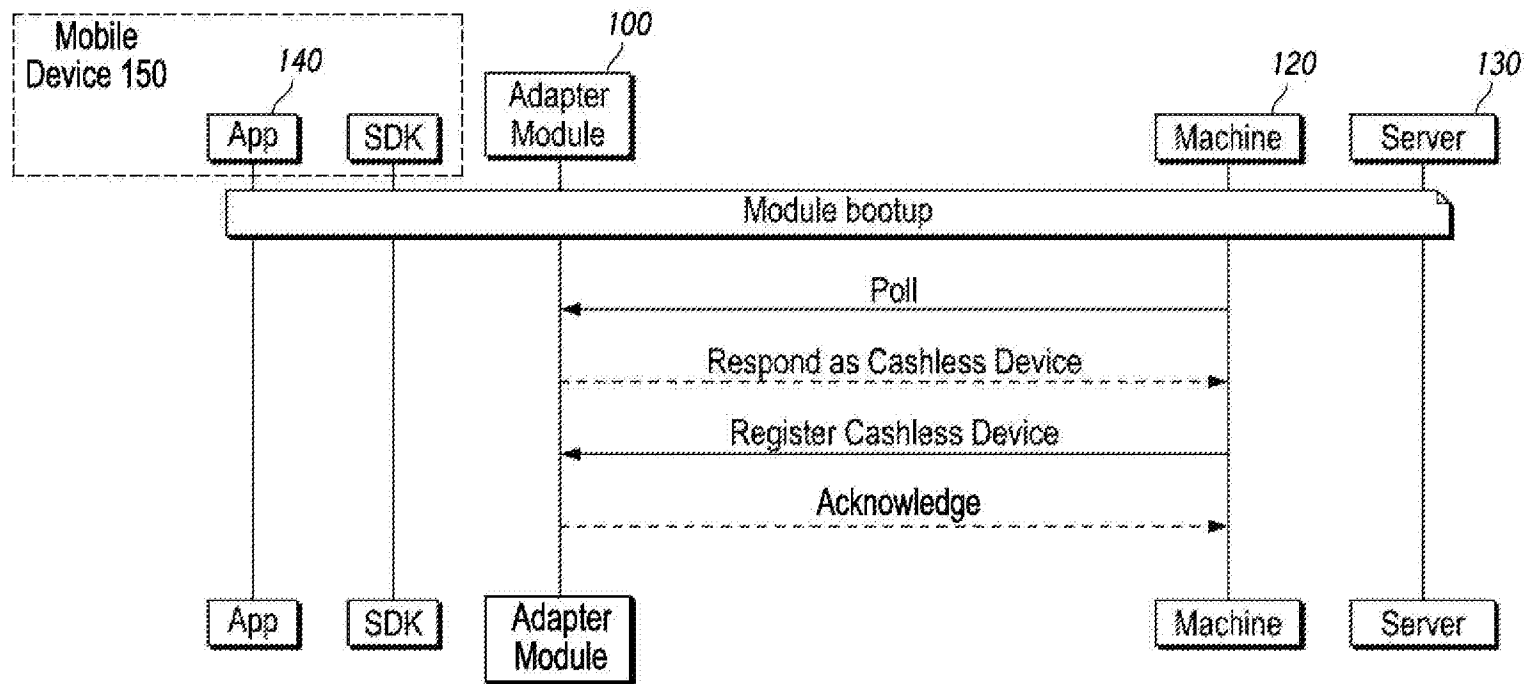 Mobile
Device 150
140
100
120
130
App
SDK
Adapter
Module
Machine
Server
Module bootup
Poll
Respond as Cashless Device
Register Cashless Device
Acknowledge
App
SDK
Adapter
Module
Machine
Server